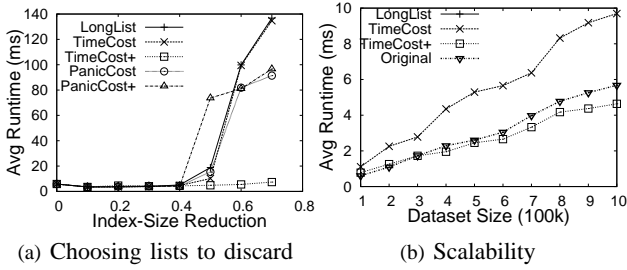 Avg Runtime (ms)
140
120
100
80
60
40
20
0
LongList
TimeCost
TimeCost+
PanicCost
PanicCost+
0 0.2 0.4 0.6 0.8
Index-Size Reduction
(a) Choosing lists to discard
Avg Runtime (ms)
10
8
6
4
2
0
LongList
TimeCost
TimeCost+
Original
1 2 3 4 5 6 7 8 9 10
Dataset Size (100k)
(b) Scalability